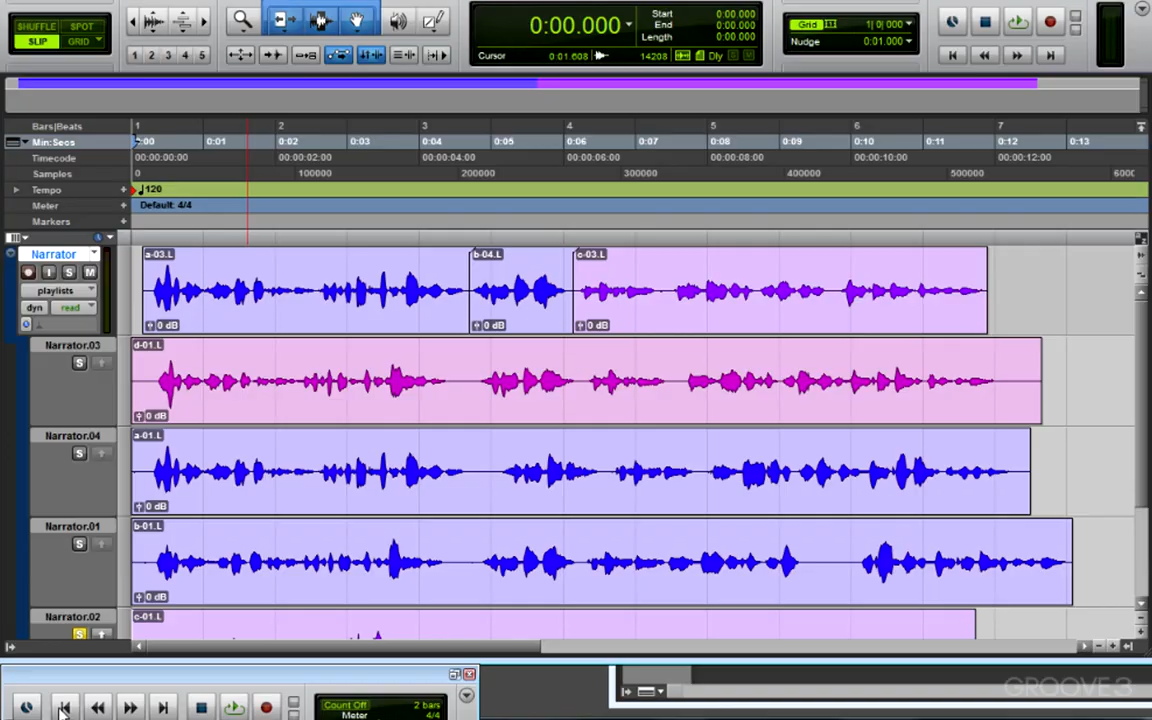 SHUFFLE SPOT
SLIP GRID
1 2 3 4 5
0:00.000
Start 0:00.000
End 0:00.000
Length 0:00.000
Cursor 0:01.608 14208 Dly
Grid 1| 0| 000
Nudge 0:01.000
Bars|Beats 1 2 3 4 5 6 7
Min:Secs 0:00 0:01 0:02 0:03 0:04 0:05 0:06 0:07 0:08 0:09 0:10 0:11 0:12 0:13
Timecode 00:00:00:00 00:00:02:00 00:00:04:00 00:00:06:00 00:00:08:00 00:00:10:00 00:00:12:00
Samples 0 100000 200000 300000 400000 500000 6000
Tempo 120
Meter Default: 4/4
Markers
Narrator
I S M
playlists
dyn read
a-03.L b-04.L c-03.L
0 dB 0 dB 0 dB
Narrator.03
S
d-01.L
0 dB
Narrator.04
S
a-01.L
0 dB
Narrator.01
S
b-01.L
0 dB
Narrator.02
S
c-01.L
Count Off 2 bars
Meter 4/4
GROOVE3